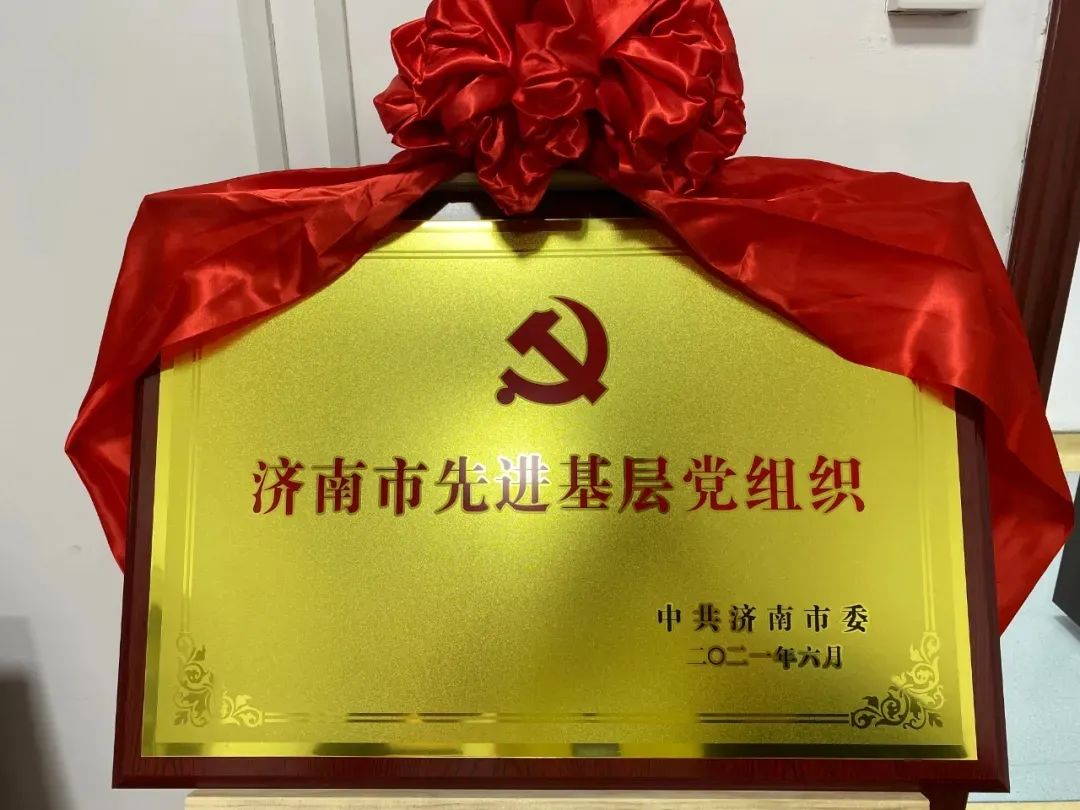 济南市先进基层党组织
中共济南市委
二〇二一年六月